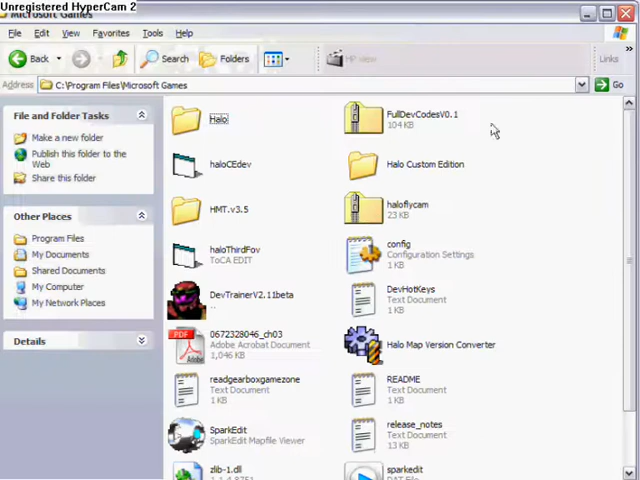 Unregistered HyperCam 2
Microsoft Games
File Edit View Favorites Tools Help
Back Search Folders MP view Links
Address C:\Program Files\Microsoft Games Go
File and Folder Tasks
Make a new folder
Publish this folder to the
Web
Share this folder
Other Places
Program Files
My Documents
Shared Documents
My Computer
My Network Places
Details
Halo
FullDevCodesV0.1
104 KB
haloCEdev
Halo Custom Edition
HMT.v3.5
haloflycam
23 KB
haloThirdFov
ToCA EDIT
config
Configuration Settings
1 KB
DevTrainerV2.11beta
..
DevHotKeys
Text Document
1 KB
PDF
0672328046_ch03
Adobe Acrobat Document
1,046 KB
Halo Map Version Converter
readgearboxgamezone
Text Document
1 KB
README
Text Document
1 KB
SparkEdit
SparkEdit Mapfile Viewer
release_notes
Text Document
13 KB
zlib-1.dll
sparkedit
DAT File